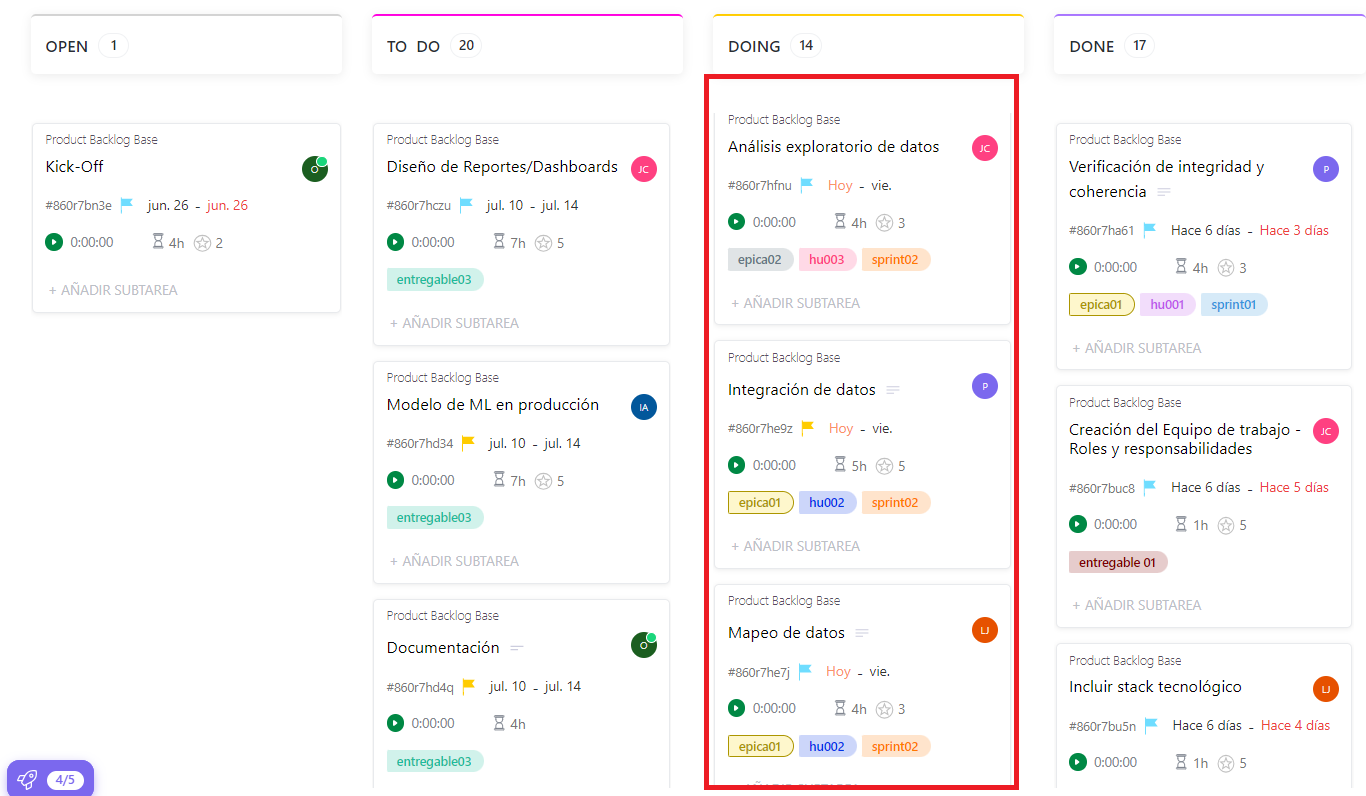 OPEN 1
Product Backlog Base
Kick-Off
O
#860r7bn3e jun. 26 - jun. 26
0:00:00 4h 2
+ AÑADIR SUBTAREA
TO DO 20
Product Backlog Base
Diseño de Reportes/Dashboards
JC
#860r7hczu jul. 10 - jul. 14
0:00:00 7h 5
entregable03
+ AÑADIR SUBTAREA
Product Backlog Base
Modelo de ML en producción
IA
#860r7hd34 jul. 10 - jul. 14
0:00:00 7h 5
entregable03
+ AÑADIR SUBTAREA
Product Backlog Base
Documentación
O
#860r7hd4q jul. 10 - jul. 14
0:00:00 4h
entregable03
DOING 14
Product Backlog Base
Análisis exploratorio de datos
JC
#860r7hfnu Hoy - vie.
0:00:00 4h 3
epica02 hu003 sprint02
+ AÑADIR SUBTAREA
Product Backlog Base
Integración de datos
P
#860r7he9z Hoy - vie.
0:00:00 5h 5
epica01 hu002 sprint02
+ AÑADIR SUBTAREA
Product Backlog Base
Mapeo de datos
LJ
#860r7he7j Hoy - vie.
0:00:00 4h 3
epica01 hu002 sprint02
DONE 17
Product Backlog Base
Verificación de integridad y
coherencia
P
#860r7ha61 Hace 6 días - Hace 3 días
0:00:00 4h 3
epica01 hu001 sprint01
+ AÑADIR SUBTAREA
Product Backlog Base
Creación del Equipo de trabajo -
Roles y responsabilidades
JC
#860r7buc8 Hace 6 días - Hace 5 días
0:00:00 1h 5
entregable 01
+ AÑADIR SUBTAREA
Product Backlog Base
Incluir stack tecnológico
LJ
#860r7bu5n Hace 6 días - Hace 4 días
0:00:00 1h 5
4/5